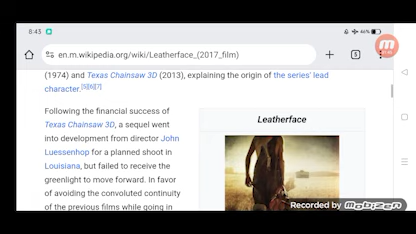 8:43
46%
en.m.wikipedia.org/wiki/Leatherface_(2017_film)
5
(1974) and Texas Chainsaw 3D (2013), explaining the origin of the series' lead
character.[5][6][7]
Following the financial success of
Texas Chainsaw 3D, a sequel went
into development from director John
Luessenhop for a planned shoot in
Louisiana, but failed to receive the
greenlight to move forward. In favor
of avoiding the convoluted continuity
of the previous films while going in
Leatherface
Recorded by mobizen